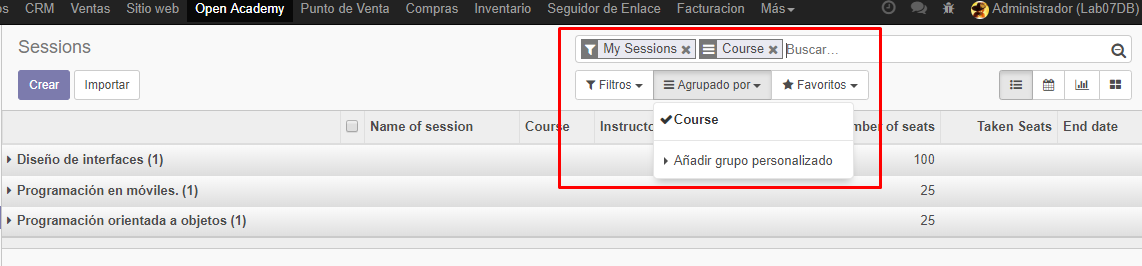 os CRM Ventas Sitio web Open Academy Punto de Venta Compras Inventario Seguidor de Enlace Facturacion Más Administrador (Lab07DB)
Sessions
My Sessions Course Buscar...
Crear Importar
Filtros Agrupado por Favoritos
Name of session Course Instructo mber of seats Taken Seats End date
Course
Añadir grupo personalizado
Diseño de interfaces (1) 100
Programación en móviles. (1) 25
Programación orientada a objetos (1) 25